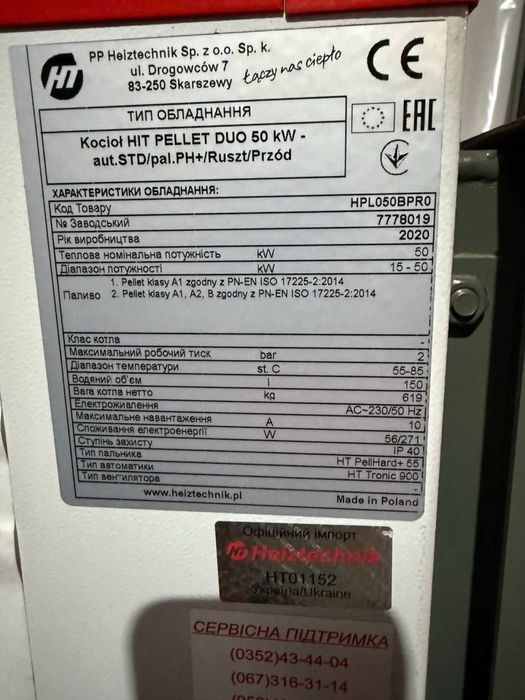 HT
PP Heiztechnik Sp. z o.o. Sp. k.
ul. Drogowców 7
83-250 Skarszewy
Łączy nas ciepło
CE
ТИП ОБЛАДНАННЯ
Kocioł HIT PELLET DUO 50 kW -
aut.STD/pal.PH+/Ruszt/Przód
EAC
ХАРАКТЕРИСТИКИ ОБЛАДНАННЯ:
Код Товару HPL050BPR0
№ Заводський 7778019
Рік виробництва 2020
Теплова номінальна потужність kW 50
Діапазон потужності kW 15 - 50
Паливо 1. Pellet klasy A1 zgodny z PN-EN ISO 17225-2:2014
2. Pellet klasy A1, A2, B zgodny z PN-EN ISO 17225-2:2014
Клас котла -
Максимальний робочий тиск bar 2
Діапазон температури st. C 55-85
Водяний об'єм l 150
Вага котла нетто kg 619
Електроживлення AC~230/50 Hz
Максимальне навантаження A 10
Споживання електроенергії W 56/271
Ступінь захисту IP 40
Тип пальника HT PellHard+ 55
Тип автоматики HT Tronic 900
Тип вентилятора -
www.heiztechnik.pl Made in Poland
Офіційний імпорт
Heiztechnik
HT01152
Україна/Ukraine
СЕРВІСНА ПІДТРИМКА
(0352)43-44-04
(067)316-31-14